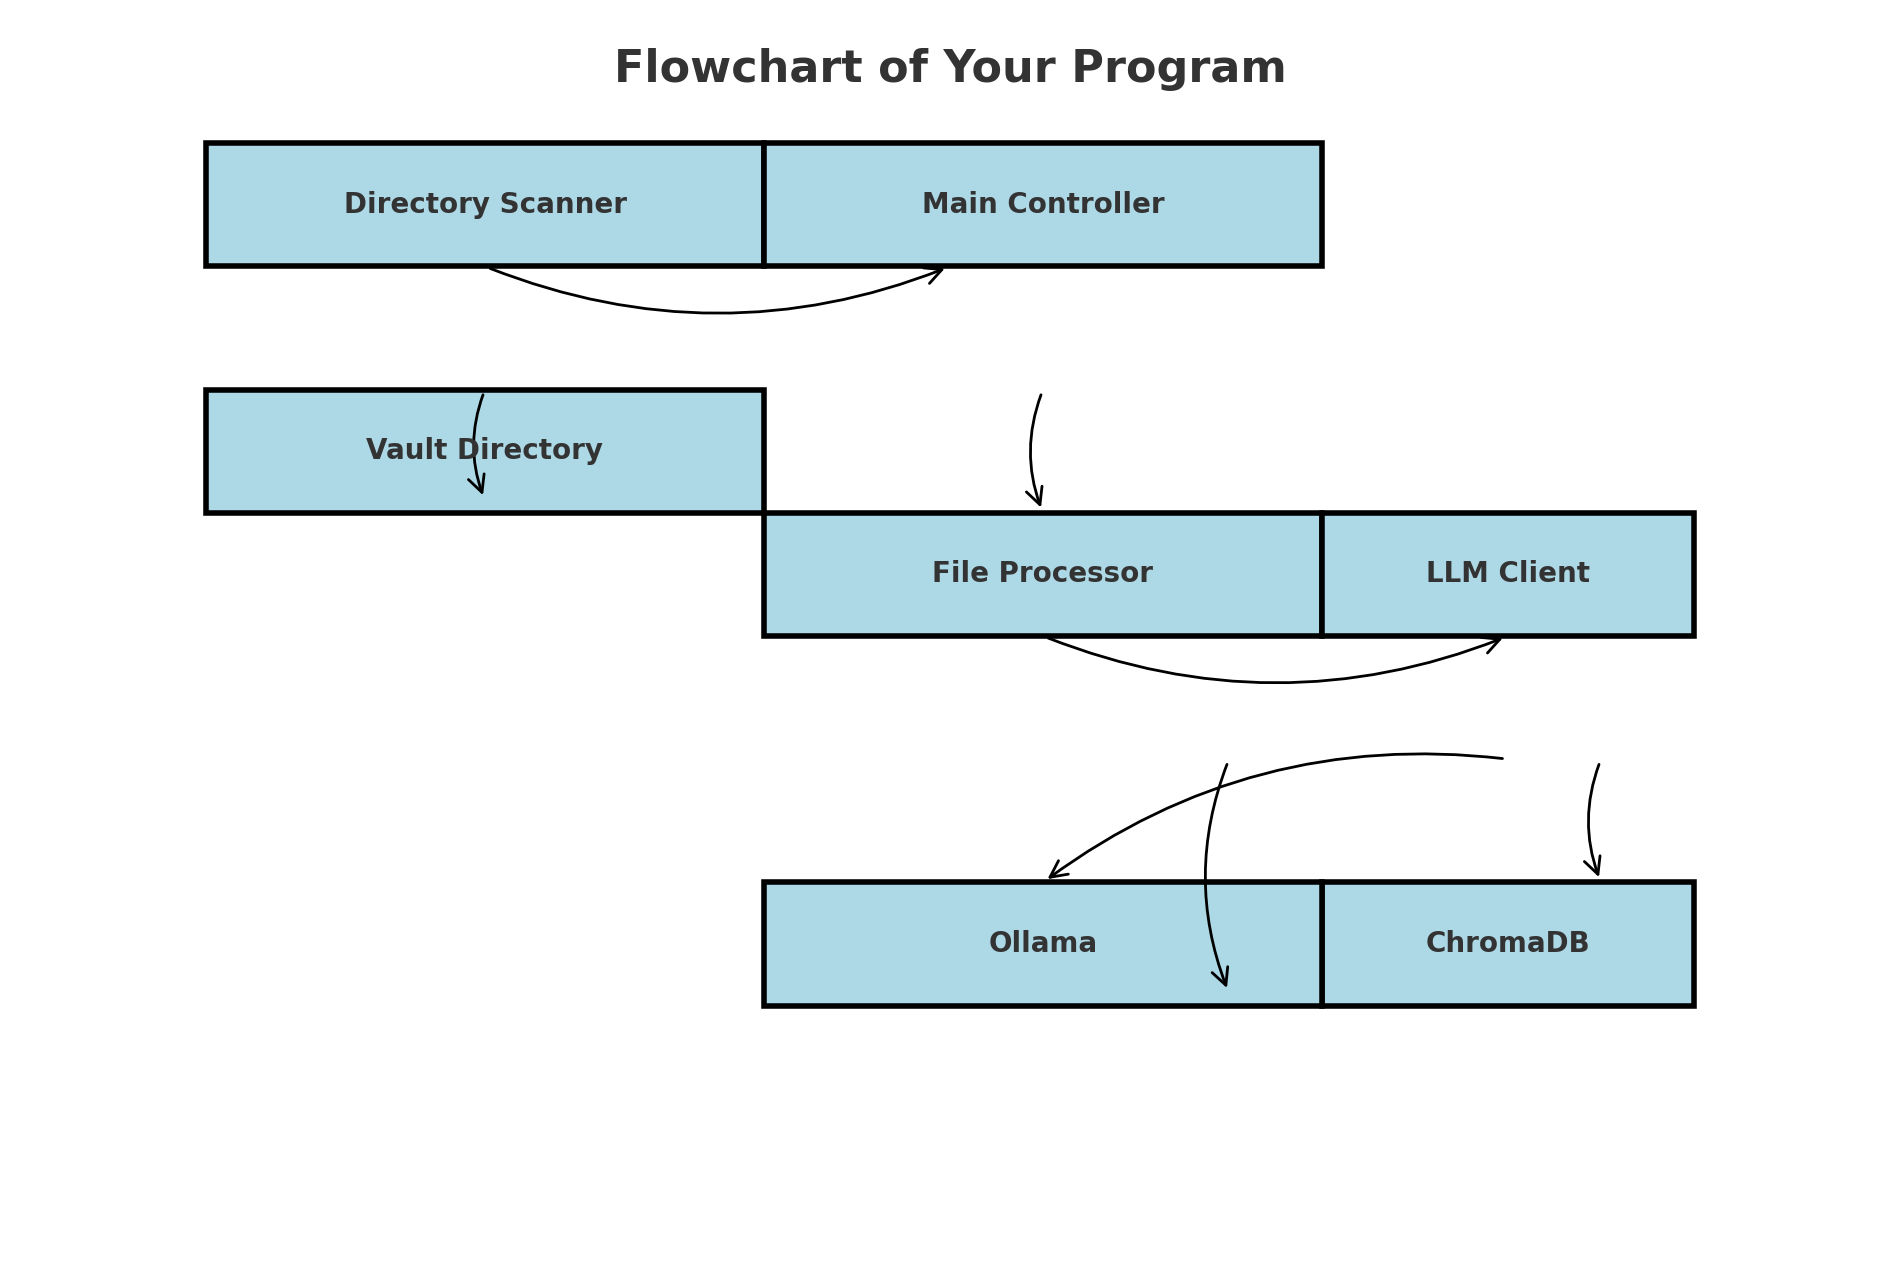 Flowchart of Your Program
Directory Scanner
Main Controller
Vault Directory
File Processor
LLM Client
Ollama
ChromaDB